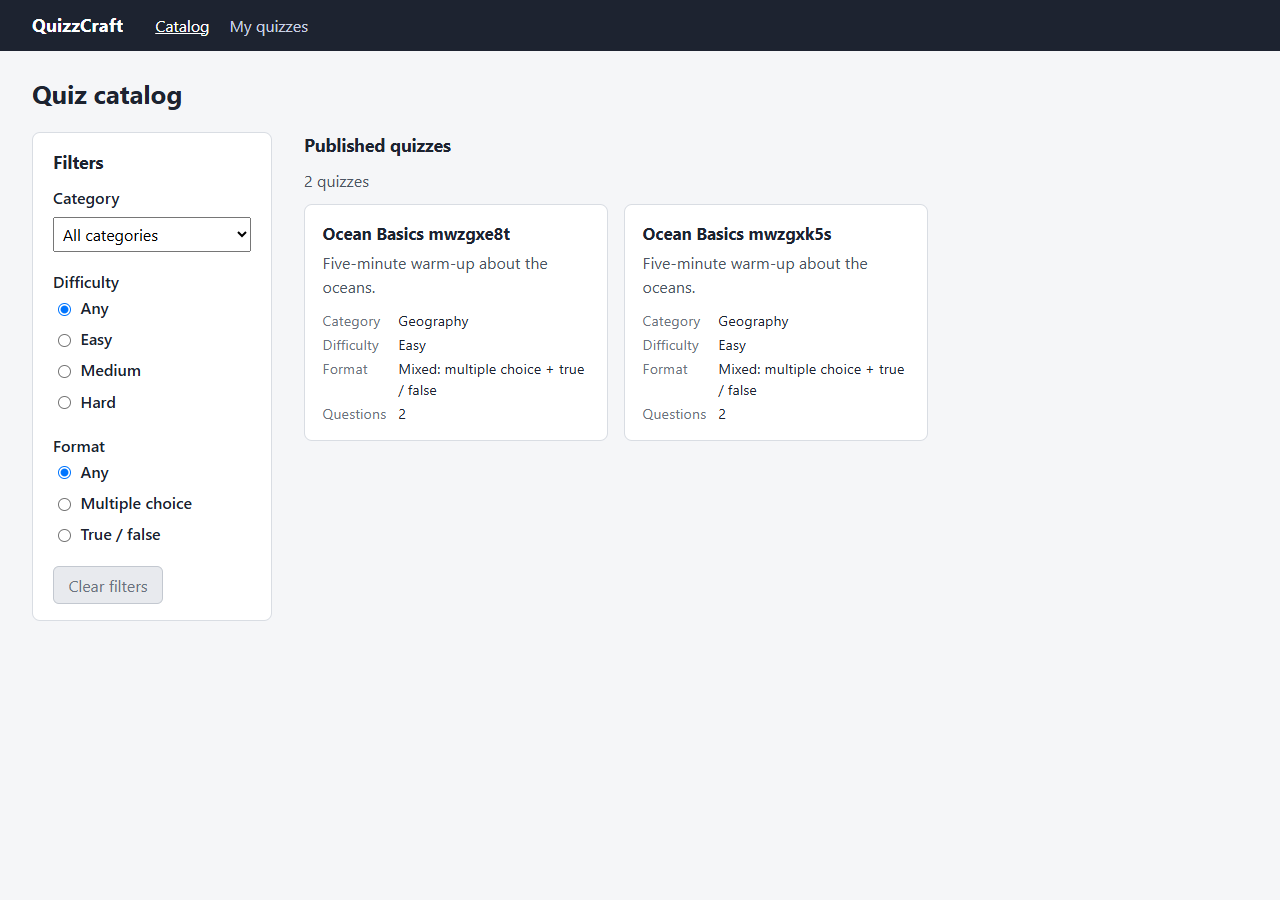 QuizzCraft
Catalog
My quizzes
Quiz catalog
Filters
Category
All categories
Difficulty
Any
Easy
Medium
Hard
Format
Any
Multiple choice
True / false
Clear filters
Published quizzes
2 quizzes
Ocean Basics mwzgxe8t
Five-minute warm-up about the
oceans.
Category Geography
Difficulty Easy
Format Mixed: multiple choice + true
/ false
Questions 2
Ocean Basics mwzgxk5s
Five-minute warm-up about the
oceans.
Category Geography
Difficulty Easy
Format Mixed: multiple choice + true
/ false
Questions 2